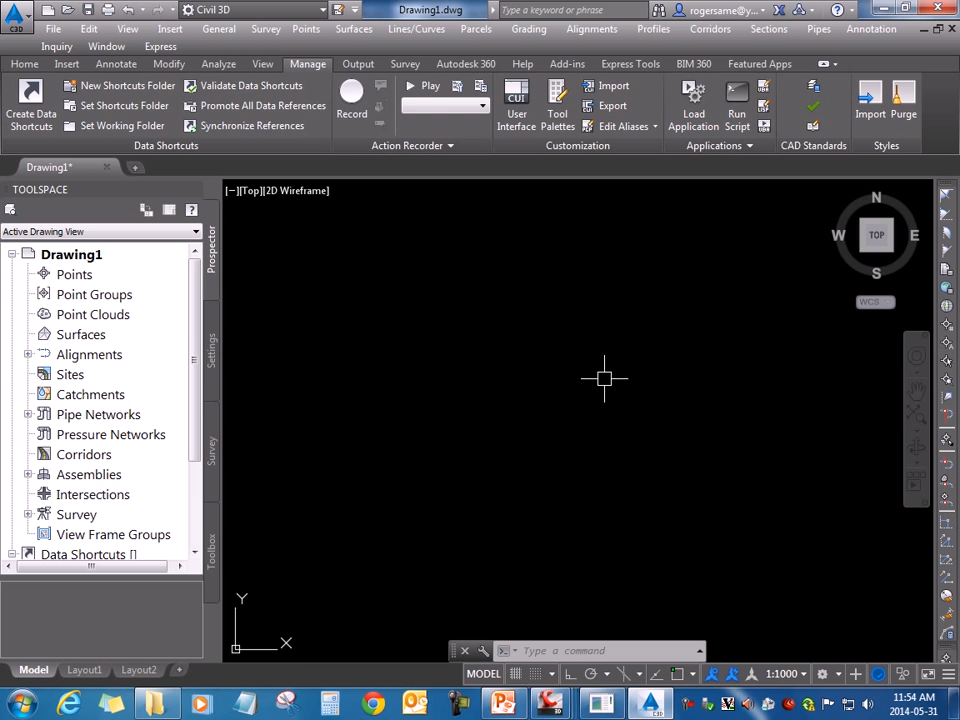 Civil 3D
Drawing1.dwg
Type a keyword or phrase
rogersame@y...
C3D
File Edit View Insert General Survey Points Surfaces Lines/Curves Parcels Grading Alignments Profiles Corridors Sections Pipes Annotation
Inquiry Window Express
Home Insert Annotate Modify Analyze View Manage Output Survey Autodesk 360 Help Add-ins Express Tools BIM 360 Featured Apps
Create Data Shortcuts
New Shortcuts Folder
Set Shortcuts Folder
Set Working Folder
Validate Data Shortcuts
Promote All Data References
Synchronize References
Record
Play
CUI
User Interface
Tool Palettes
Import
Export
Edit Aliases
Load Application
Run Script
Import
Purge
Data Shortcuts
Action Recorder
Customization
Applications
CAD Standards
Styles
Drawing1*
TOOLSPACE
Active Drawing View
Drawing1
Points
Point Groups
Point Clouds
Surfaces
Alignments
Sites
Catchments
Pipe Networks
Pressure Networks
Corridors
Assemblies
Intersections
Survey
View Frame Groups
Data Shortcuts []
Prospector
Settings
Survey
Toolbox
[−][Top][2D Wireframe]
N
W
TOP
E
S
WCS
Y
X
Type a command
Model Layout1 Layout2
MODEL
1:1000
C3D
11:54 AM
2014-05-31